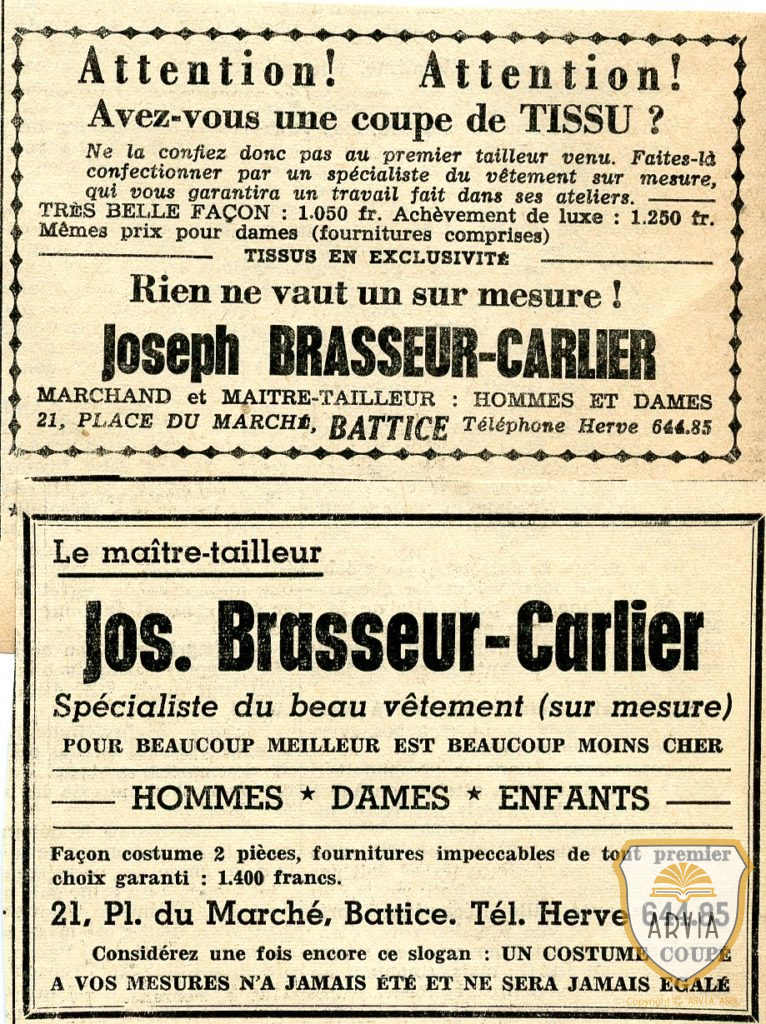 Attention! Attention!
Avez-vous une coupe de TISSU ?
Ne la confiez donc pas au premier tailleur venu. Faites-là
confectionner par un spécialiste du vêtement sur mesure,
qui vous garantira un travail fait dans ses ateliers.
TRÈS BELLE FAÇON : 1.050 fr. Achèvement de luxe : 1.250 fr.
Mêmes prix pour dames (fournitures comprises)
TISSUS EN EXCLUSIVITÉ
Rien ne vaut un sur mesure !
Joseph BRASSEUR-CARLIER
MARCHAND et MAITRE-TAILLEUR : HOMMES ET DAMES
21, PLACE DU MARCHÉ, BATTICE Téléphone Herve 644.85
Le maître-tailleur
Jos. Brasseur-Carlier
Spécialiste du beau vêtement (sur mesure)
POUR BEAUCOUP MEILLEUR EST BEAUCOUP MOINS CHER
HOMMES ★ DAMES ★ ENFANTS
Façon costume 2 pièces, fournitures impeccables de tout premier
choix garanti : 1.400 francs.
21, Pl. du Marché, Battice. Tél. Herve 644.85
Considérez une fois encore ce slogan : UN COSTUME COUPE
A VOS MESURES N'A JAMAIS ÉTÉ ET NE SERA JAMAIS EGALÉ
ARVIA
Copyright © ARVIA ASBL